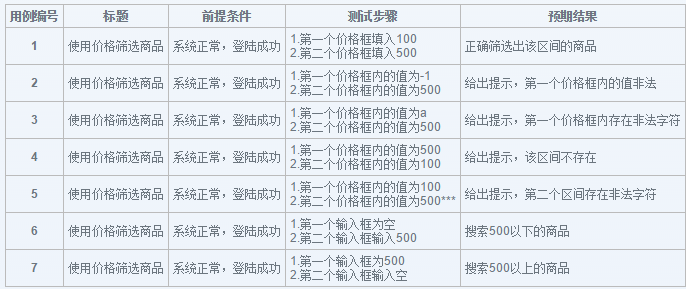 用例编号 标题 前提条件 测试步骤 预期结果
1 使用价格筛选商品 系统正常，登陆成功 1.第一个价格框填入100
2.第二个价格框填入500 正确筛选出该区间的商品
2 使用价格筛选商品 系统正常，登陆成功 1.第一个价格框内的值为-1
2.第二个价格框内的值为500 给出提示，第一个价格框内的值非法
3 使用价格筛选商品 系统正常，登陆成功 1.第一个价格框内的值为a
2.第二个价格框内的值为500 给出提示，第一个价格框内存在非法字符
4 使用价格筛选商品 系统正常，登陆成功 1.第一个价格框内的值为500
2.第二个价格框内的值为100 给出提示，该区间不存在
5 使用价格筛选商品 系统正常，登陆成功 1.第一个价格框内的值为100
2.第二个价格框内的值为500*** 给出提示，第二个区间存在非法字符
6 使用价格筛选商品 系统正常，登陆成功 1.第一个输入框为空
2.第二个输入框输入500 搜索500以下的商品
7 使用价格筛选商品 系统正常，登陆成功 1.第一个输入框为500
2.第二个输入框输入空 搜索500以上的商品